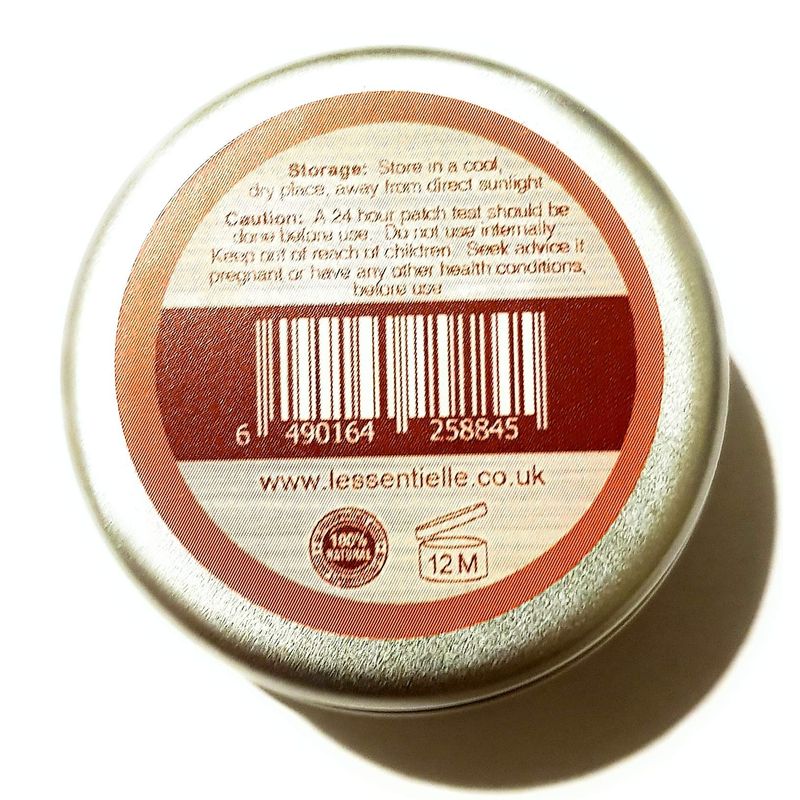 Storage: Store in a cool,
dry place, away from direct sunlight
Caution: A 24 hour patch test should be
done before use. Do not use internally.
Keep out of reach of children. Seek advice if
pregnant or have any other health conditions,
before use
6 490164 258845
www.lessentielle.co.uk
100%
NATURAL
12M